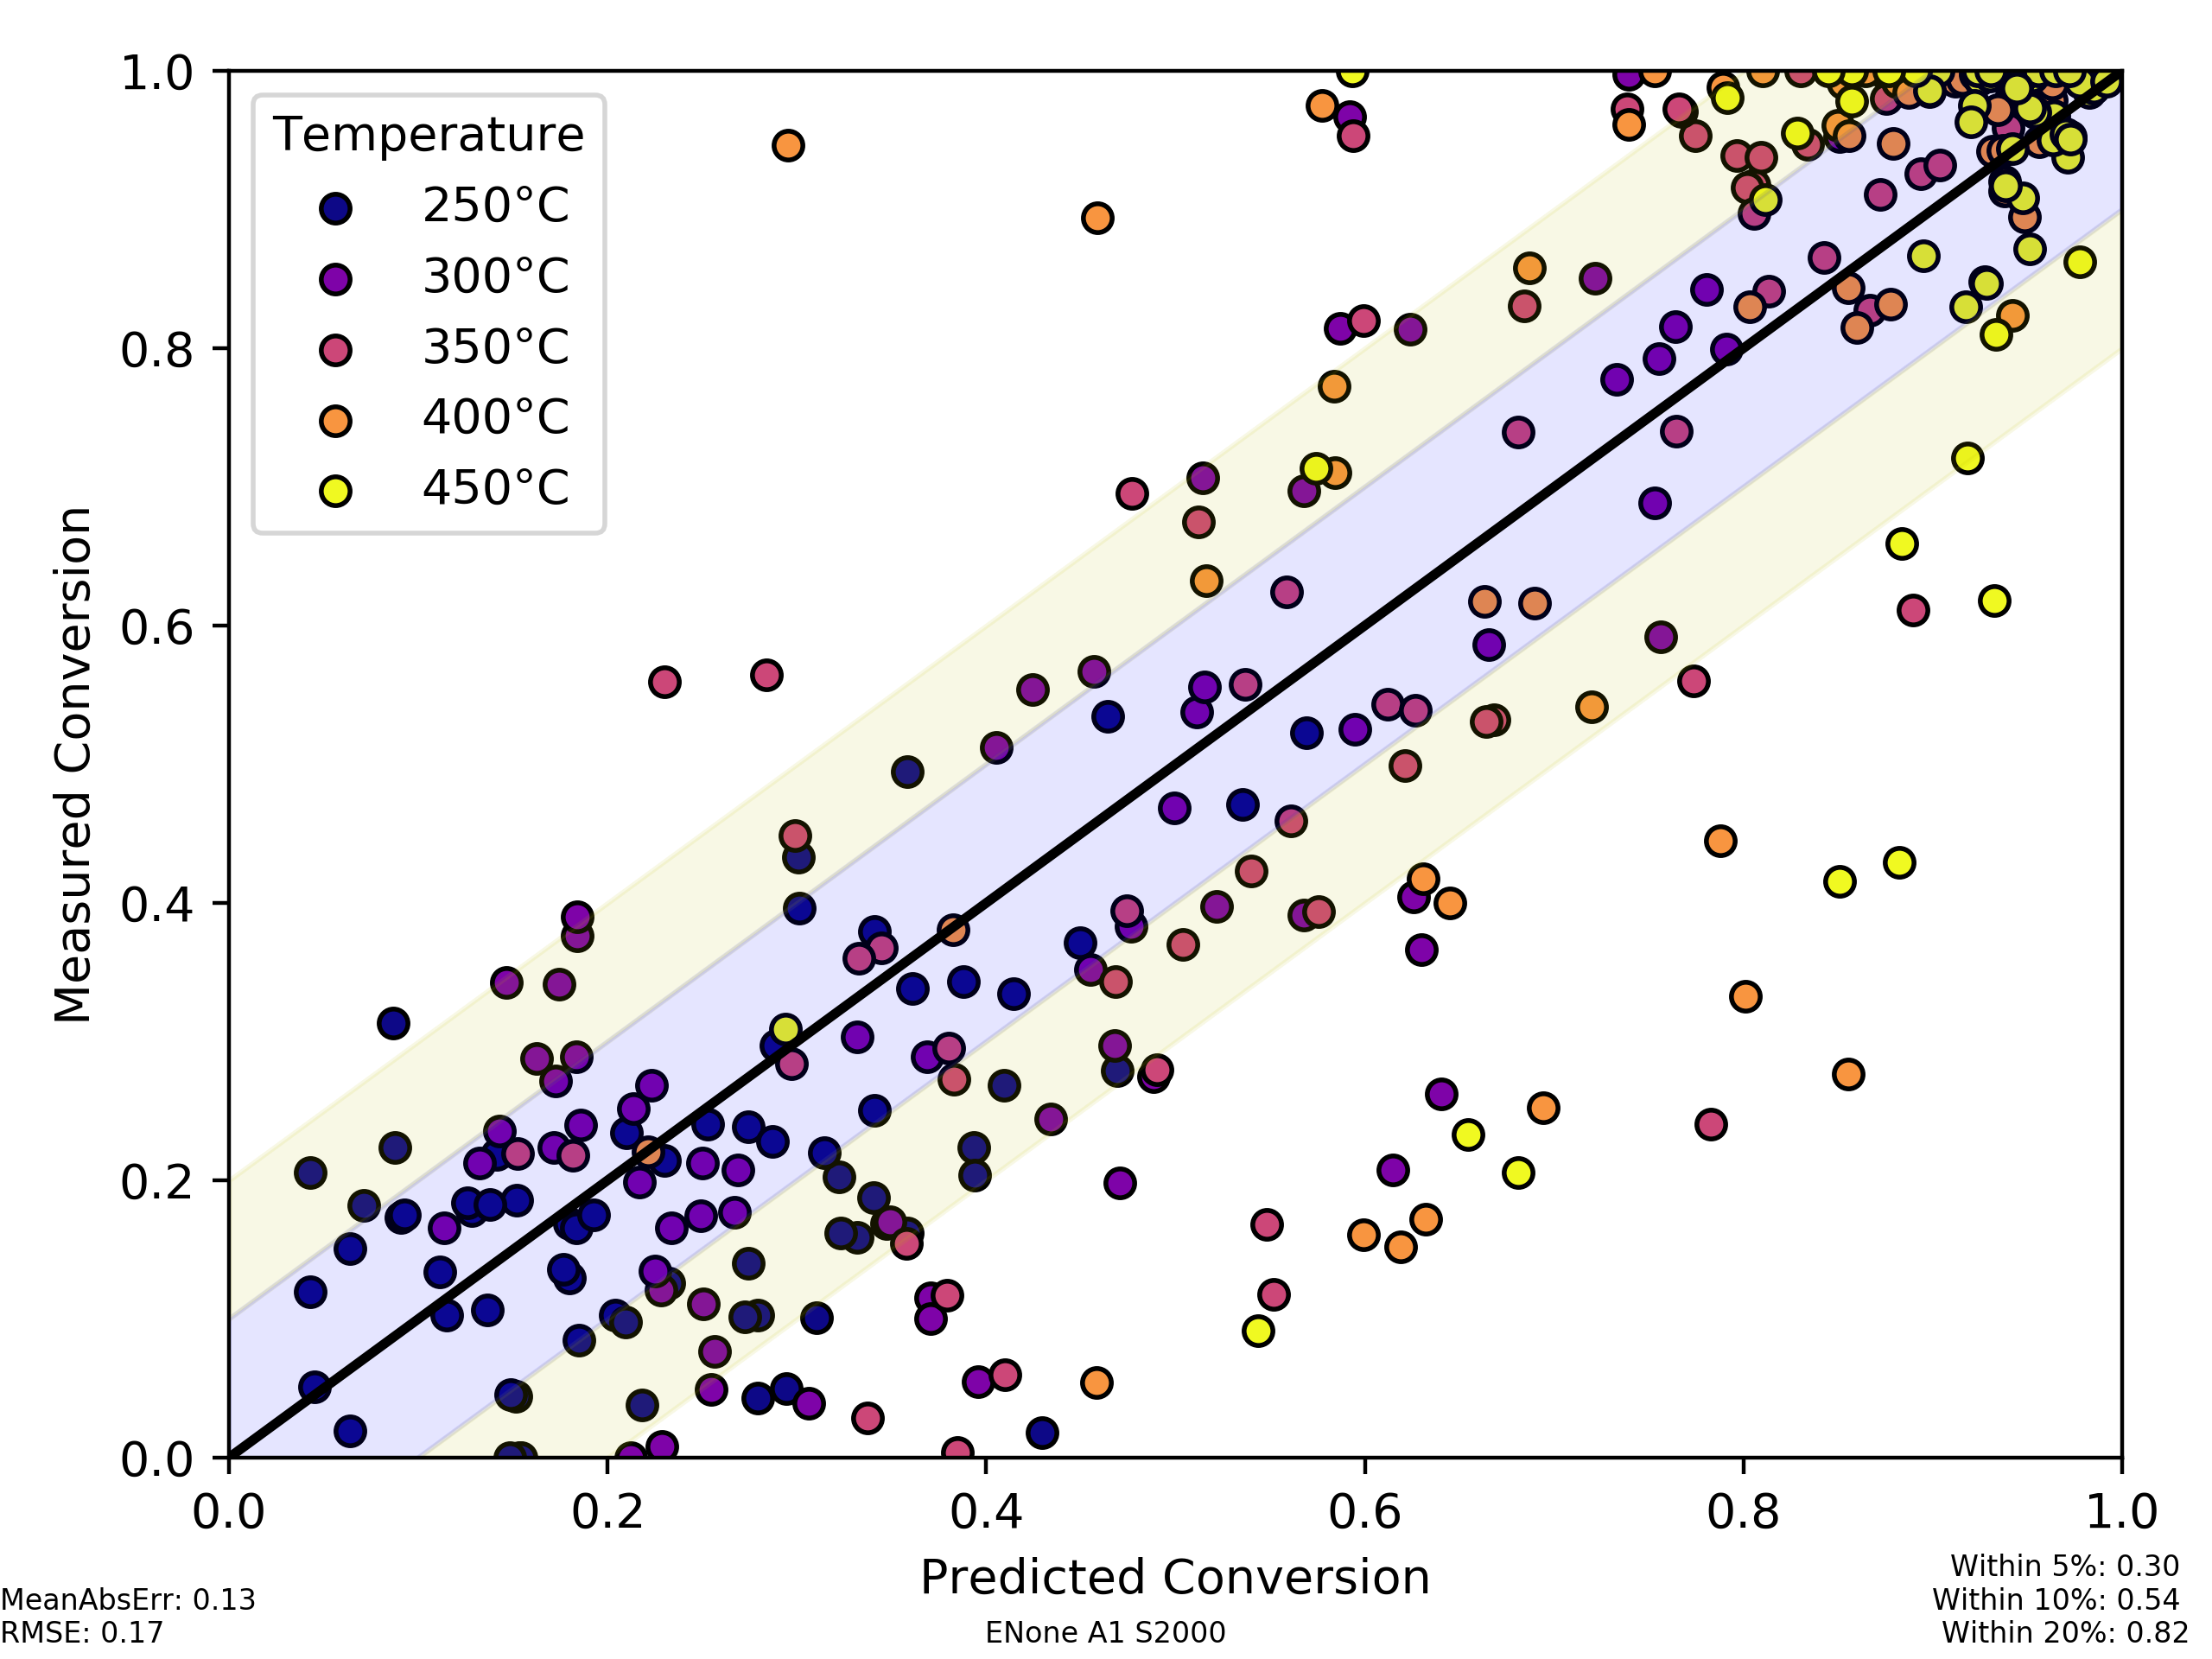 1.0
0.8
0.6
0.4
0.2
0.0
Measured Conversion
Temperature
250°C
300°C
350°C
400°C
450°C
0.0 0.2 0.4 0.6 0.8 1.0
Predicted Conversion
MeanAbsErr: 0.13
RMSE: 0.17
ENone A1 S2000
Within 5%: 0.30
Within 10%: 0.54
Within 20%: 0.82